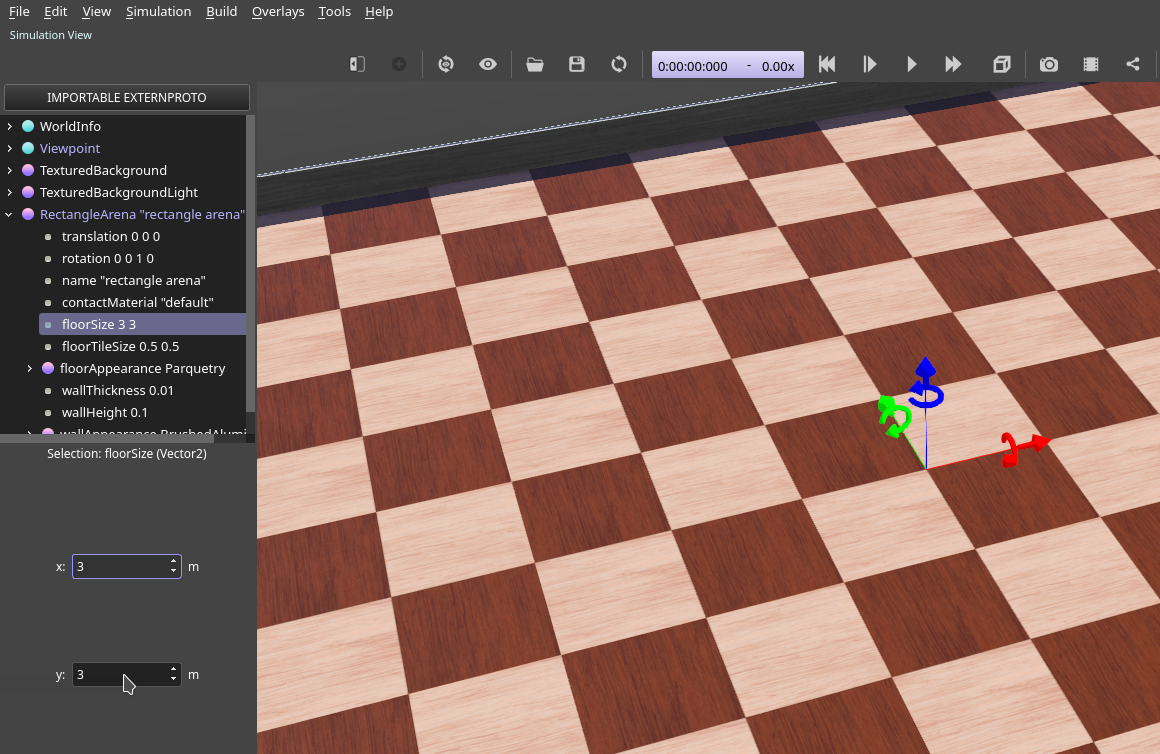 File Edit View Simulation Build Overlays Tools Help
Simulation View
0:00:00:000 - 0.00x
IMPORTABLE EXTERNPROTO
WorldInfo
Viewpoint
TexturedBackground
TexturedBackgroundLight
RectangleArena "rectangle arena"
translation 0 0 0
rotation 0 0 1 0
name "rectangle arena"
contactMaterial "default"
floorSize 3 3
floorTileSize 0.5 0.5
floorAppearance Parquetry
wallThickness 0.01
wallHeight 0.1
wallAppearance BrushedAlumi
Selection: floorSize (Vector2)
x: 3 m
y: 3 m